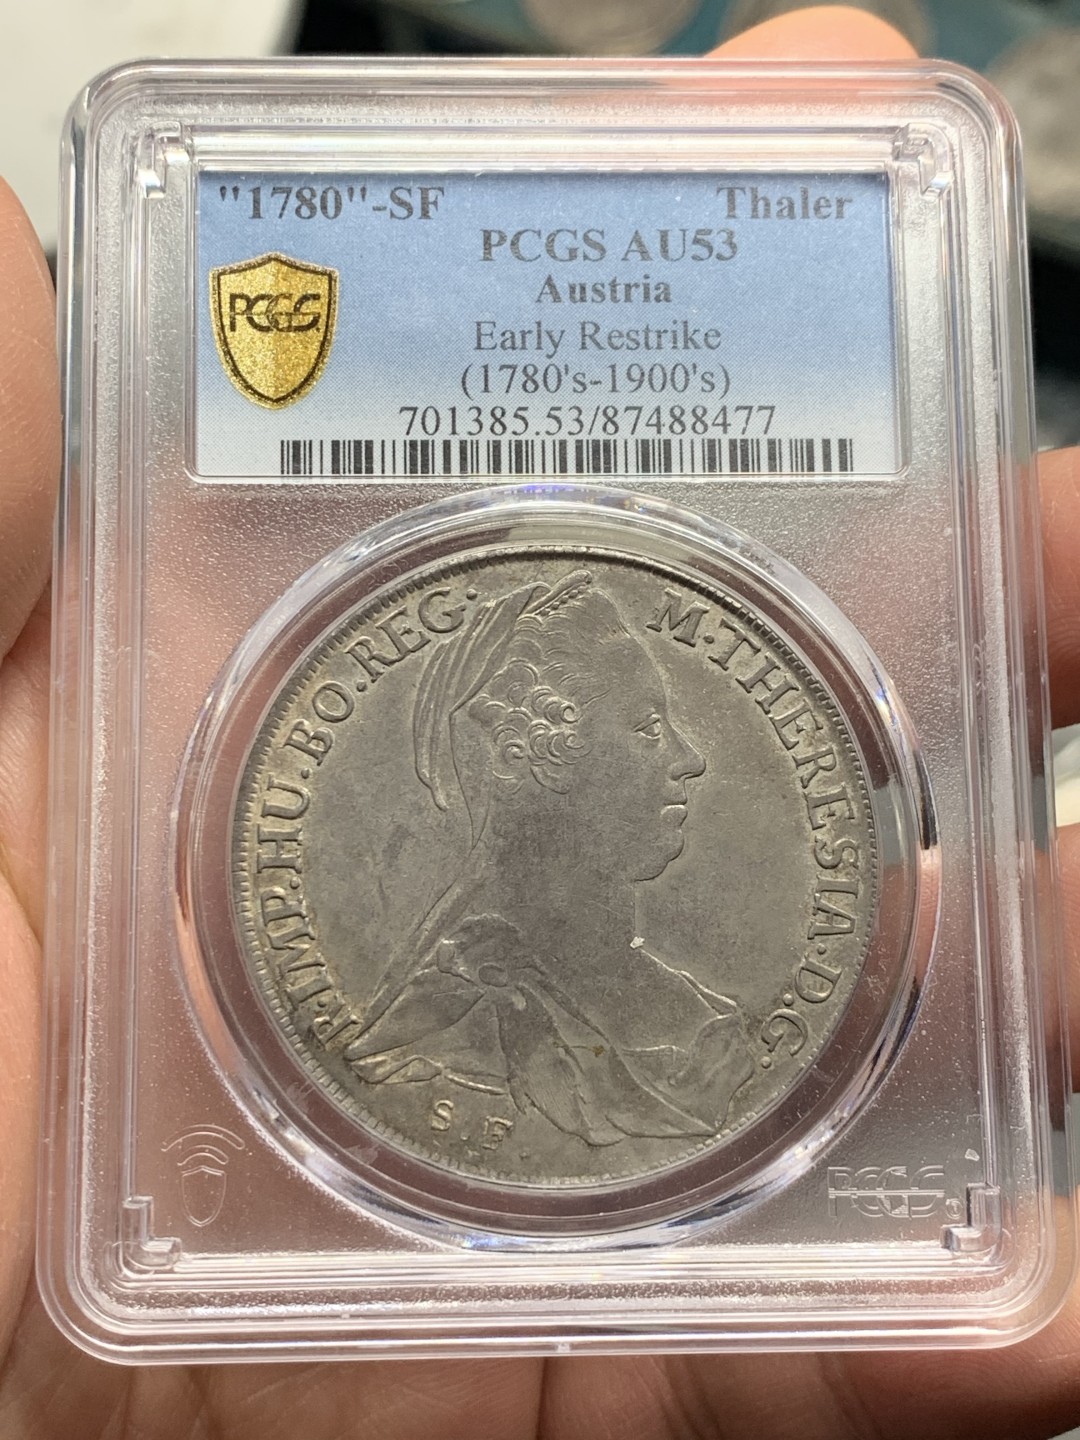 "1780"-SF Thaler
PCGS AU53
Austria
PCGS
Early Restrike
(1780's-1900's)
701385.53/87488477
R·IMP·HU·BO·REG· M·THERESIA·D·G·
S·F
PCGS